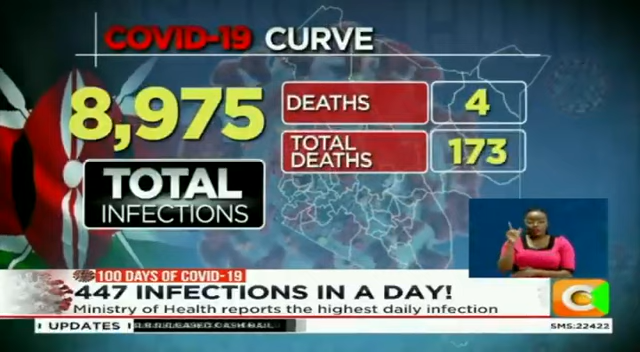 COVID-19 CURVE
8,975
TOTAL
INFECTIONS
DEATHS 4
TOTAL
DEATHS 173
100 DAYS OF COVID-19
447 INFECTIONS IN A DAY!
Ministry of Health reports the highest daily infection
UPDATES
SMS:22422